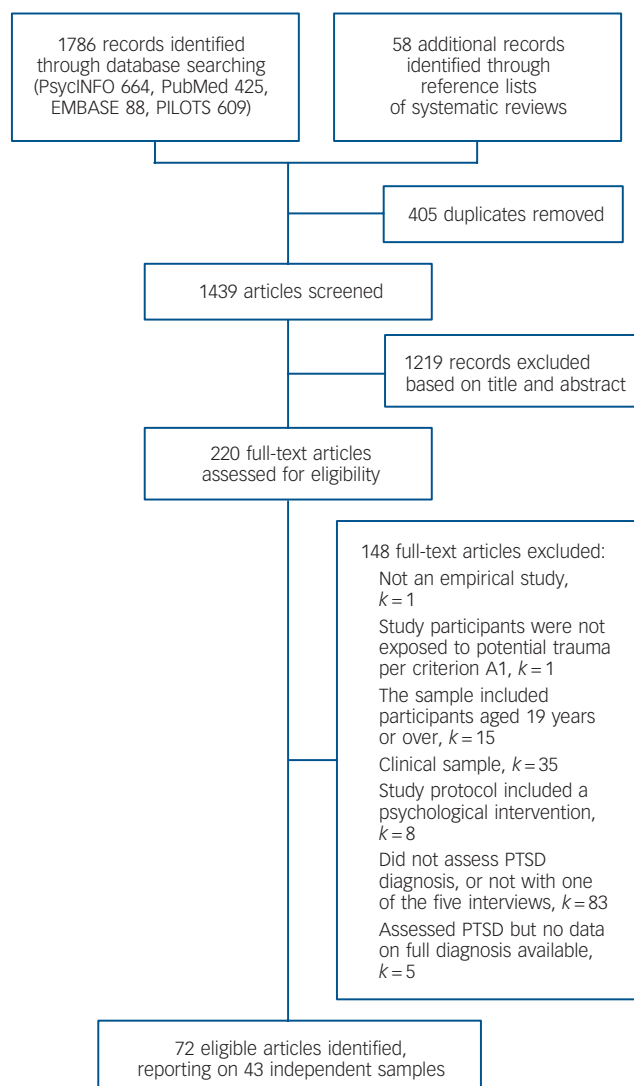 1786 records identified
through database searching
(PsycINFO 664, PubMed 425,
EMBASE 88, PILOTS 609)
58 additional records
identified through
reference lists
of systematic reviews
405 duplicates removed
1439 articles screened
1219 records excluded
based on title and abstract
220 full-text articles
assessed for eligibility
148 full-text articles excluded:
Not an empirical study,
k = 1
Study participants were not
exposed to potential trauma
per criterion A1, k = 1
The sample included
participants aged 19 years
or over, k = 15
Clinical sample, k = 35
Study protocol included a
psychological intervention,
k = 8
Did not assess PTSD
diagnosis, or not with one
of the five interviews, k = 83
Assessed PTSD but no data
on full diagnosis available,
k = 5
72 eligible articles identified,
reporting on 43 independent samples